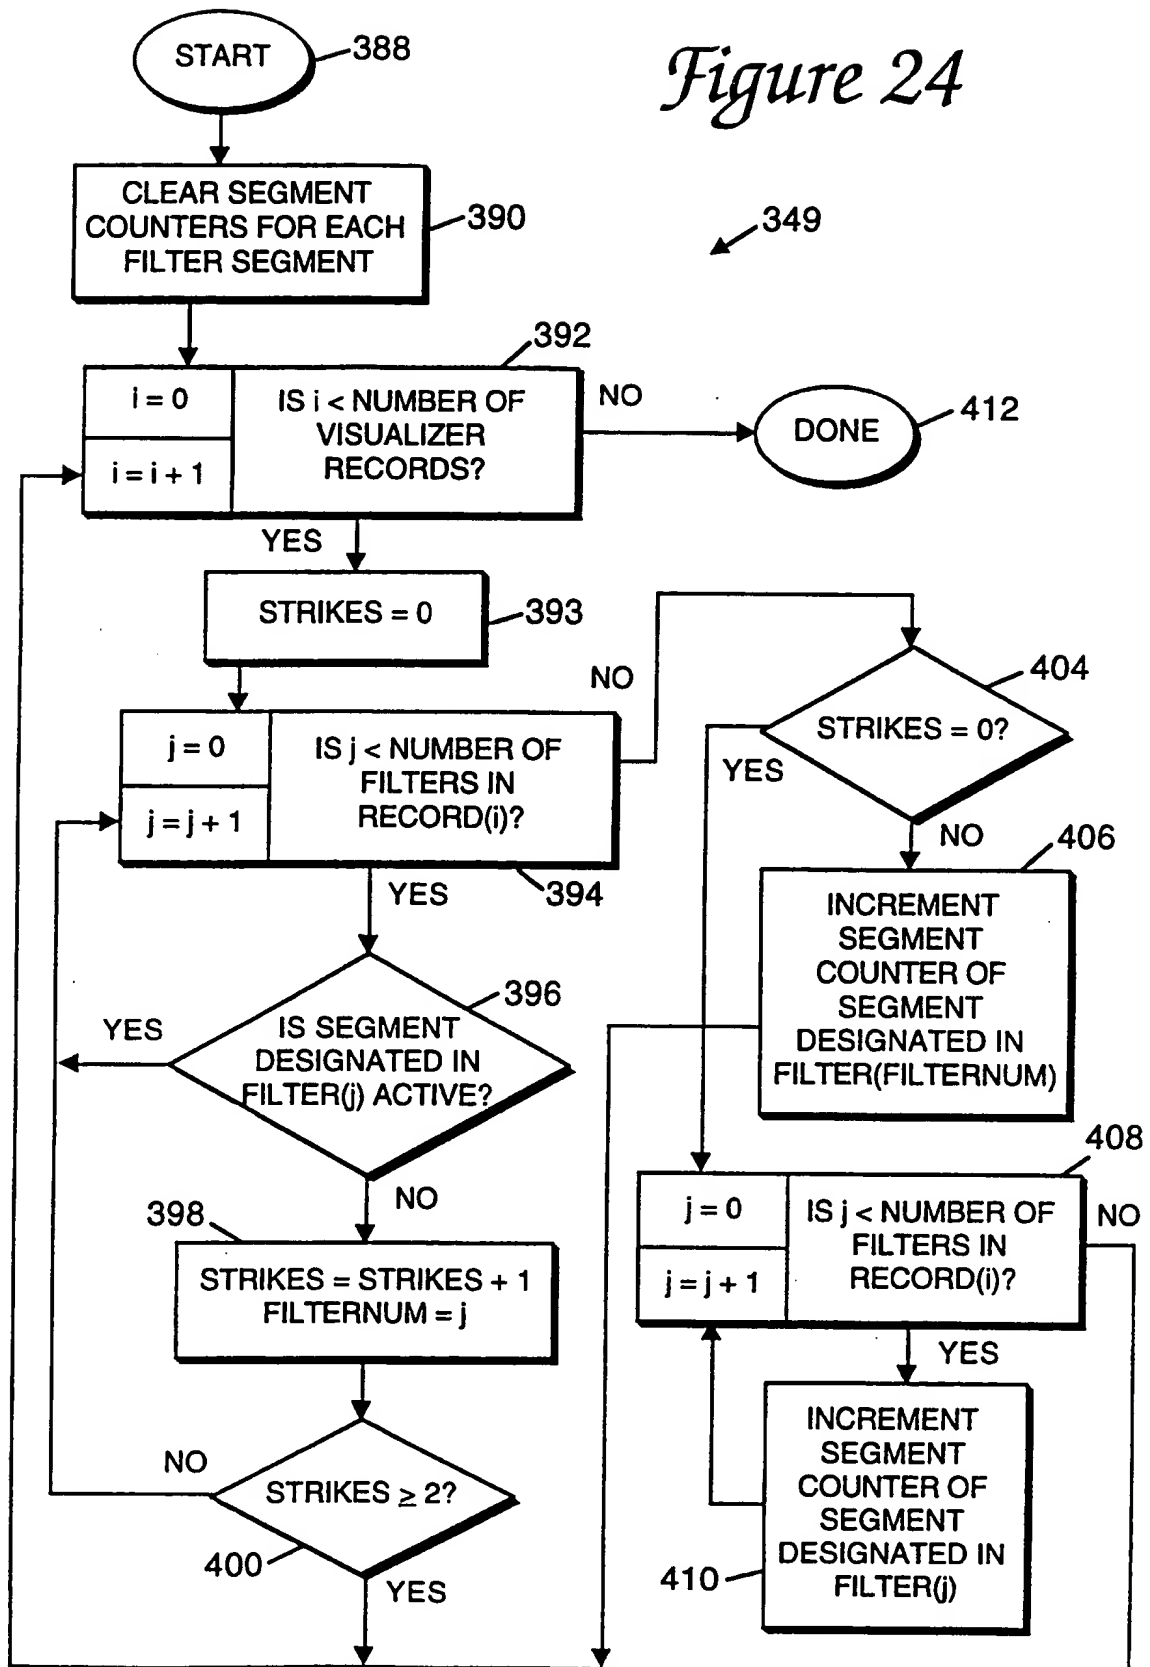 Figure 24
START
388
CLEAR SEGMENT
COUNTERS FOR EACH
FILTER SEGMENT
390
349
392
i = 0
i = i + 1
IS i < NUMBER OF
VISUALIZER
RECORDS?
NO
DONE
412
YES
STRIKES = 0
393
NO
j = 0
j = j + 1
IS j < NUMBER OF
FILTERS IN
RECORD(i)?
394
YES
404
STRIKES = 0?
YES
NO
406
INCREMENT
SEGMENT
COUNTER OF
SEGMENT
DESIGNATED IN
FILTER(FILTERNUM)
396
YES
IS SEGMENT
DESIGNATED IN
FILTER(j) ACTIVE?
NO
398
STRIKES = STRIKES + 1
FILTERNUM = j
NO
STRIKES ≥ 2?
400
YES
408
j = 0
j = j + 1
IS j < NUMBER OF
FILTERS IN
RECORD(i)?
NO
YES
INCREMENT
SEGMENT
COUNTER OF
SEGMENT
DESIGNATED IN
FILTER(j)
410